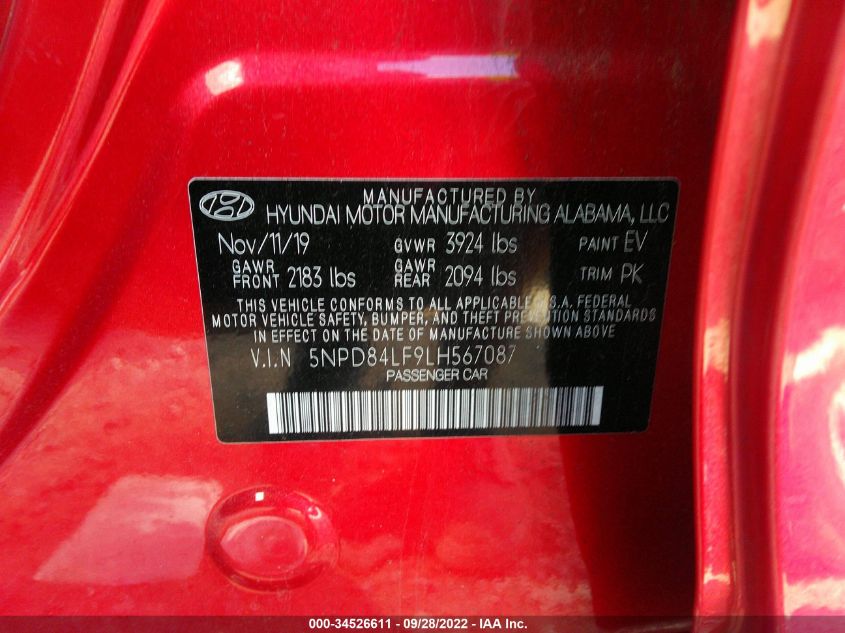 MANUFACTURED BY
HYUNDAI MOTOR MANUFACTURING ALABAMA, LLC
Nov/11/19 GVWR 3924 lbs PAINT EV
GAWR FRONT 2183 lbs GAWR REAR 2094 lbs TRIM PK
THIS VEHICLE CONFORMS TO ALL APPLICABLE U.S.A. FEDERAL
MOTOR VEHICLE SAFETY, BUMPER, AND THEFT PREVENTION STANDARDS
IN EFFECT ON THE DATE OF MANUFACTURE SHOWN ABOVE
V.I.N 5NPD84LF9LH567087
PASSENGER CAR
000-34526611 - 09/28/2022 - IAA Inc.